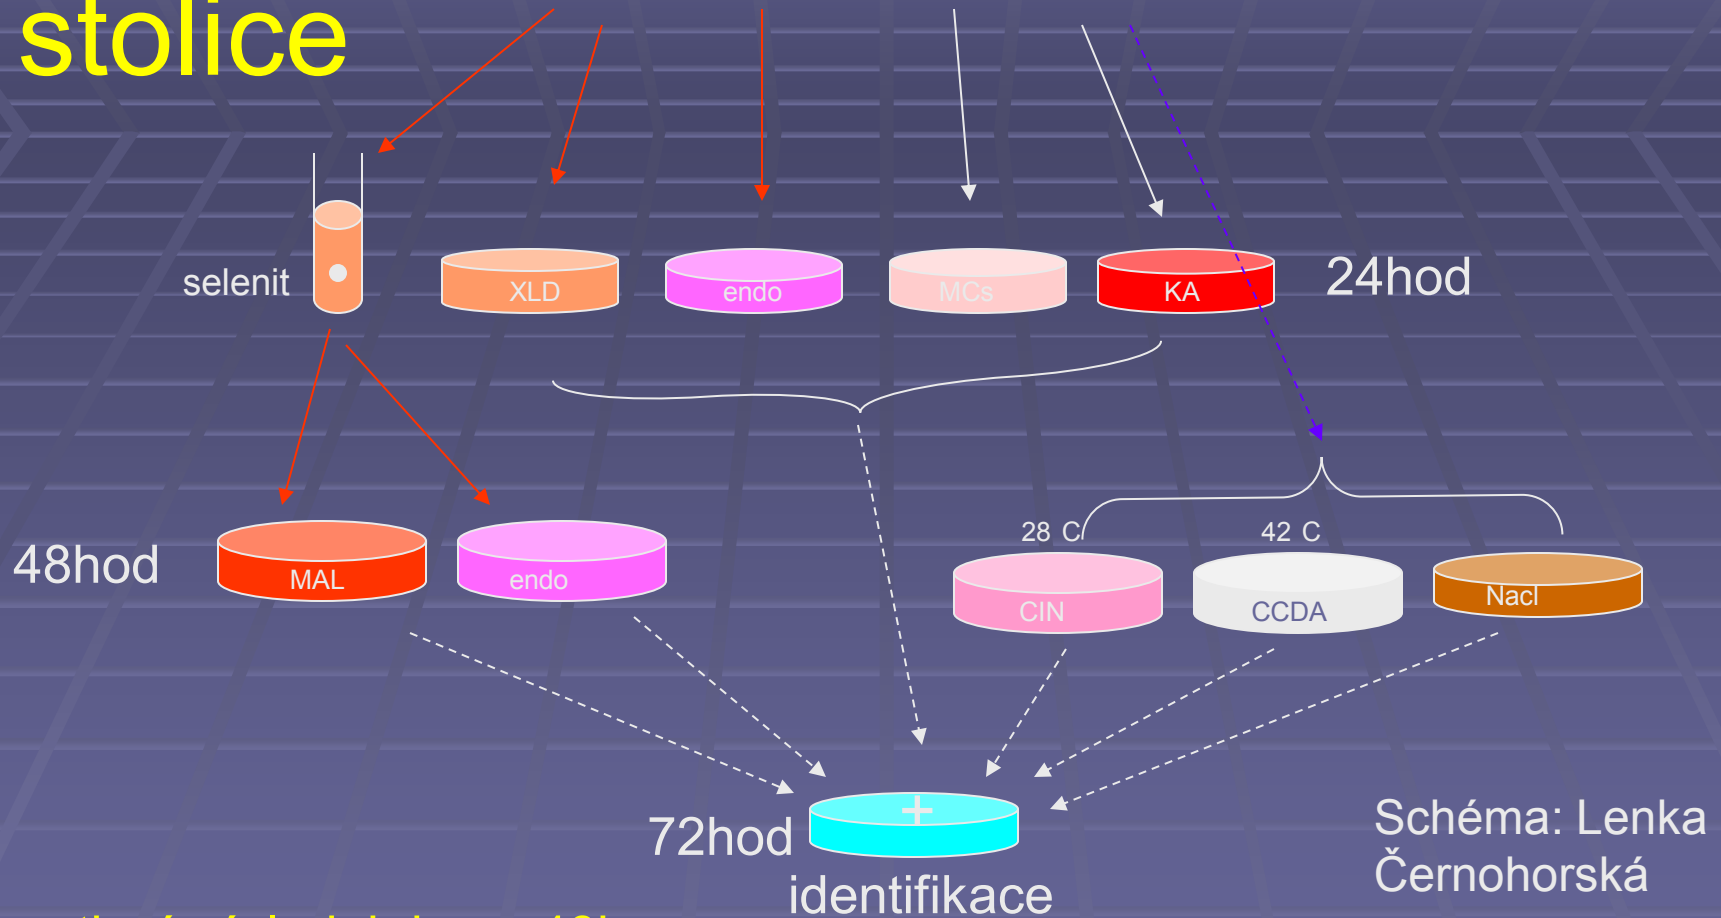 stolice
selenit
XLD
endo
MCs
KA
24hod
28 C
42 C
48hod
MAL
endo
CIN
CCDA
Nacl
72hod
+
identifikace
Schéma: Lenka
Černohorská